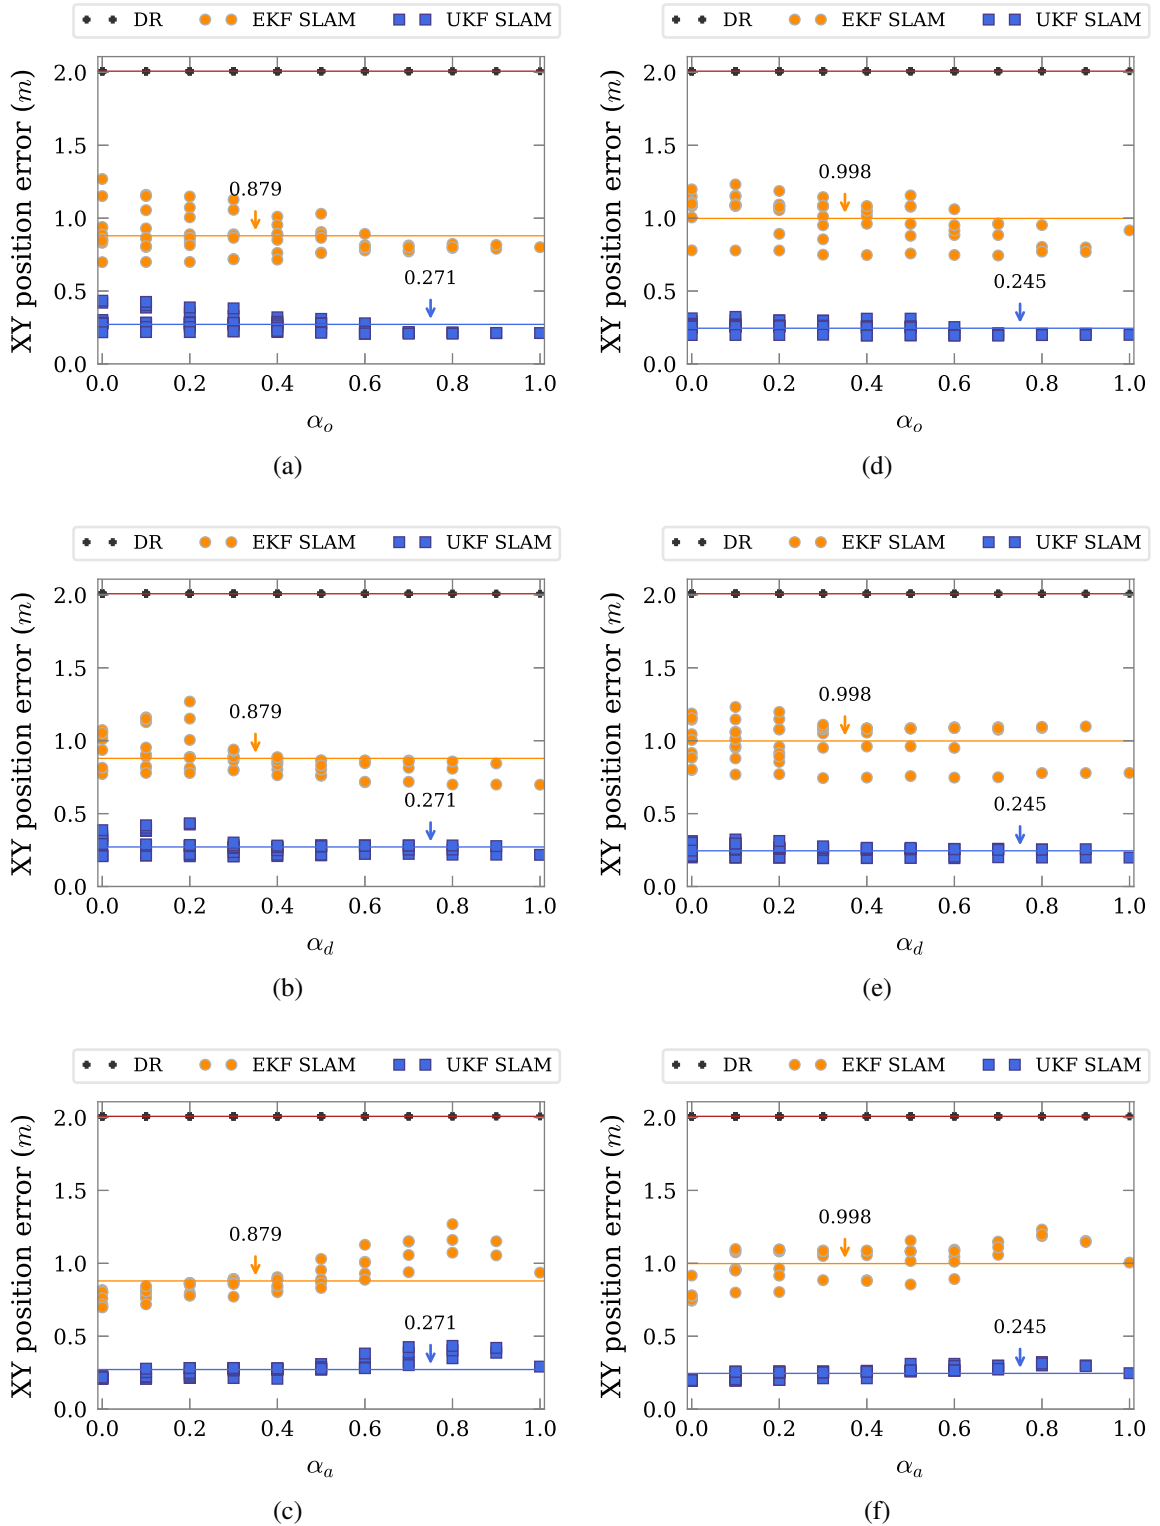 DR EKF SLAM UKF SLAM
XY position error (m)
2.0
1.5
1.0
0.5
0.0
0.879
0.271
0.0 0.2 0.4 0.6 0.8 1.0
αo
(a)
DR EKF SLAM UKF SLAM
XY position error (m)
2.0
1.5
1.0
0.5
0.0
0.998
0.245
0.0 0.2 0.4 0.6 0.8 1.0
αo
(d)
DR EKF SLAM UKF SLAM
XY position error (m)
2.0
1.5
1.0
0.5
0.0
0.879
0.271
0.0 0.2 0.4 0.6 0.8 1.0
αd
(b)
DR EKF SLAM UKF SLAM
XY position error (m)
2.0
1.5
1.0
0.5
0.0
0.998
0.245
0.0 0.2 0.4 0.6 0.8 1.0
αd
(e)
DR EKF SLAM UKF SLAM
XY position error (m)
2.0
1.5
1.0
0.5
0.0
0.879
0.271
0.0 0.2 0.4 0.6 0.8 1.0
αa
(c)
DR EKF SLAM UKF SLAM
XY position error (m)
2.0
1.5
1.0
0.5
0.0
0.998
0.245
0.0 0.2 0.4 0.6 0.8 1.0
αa
(f)